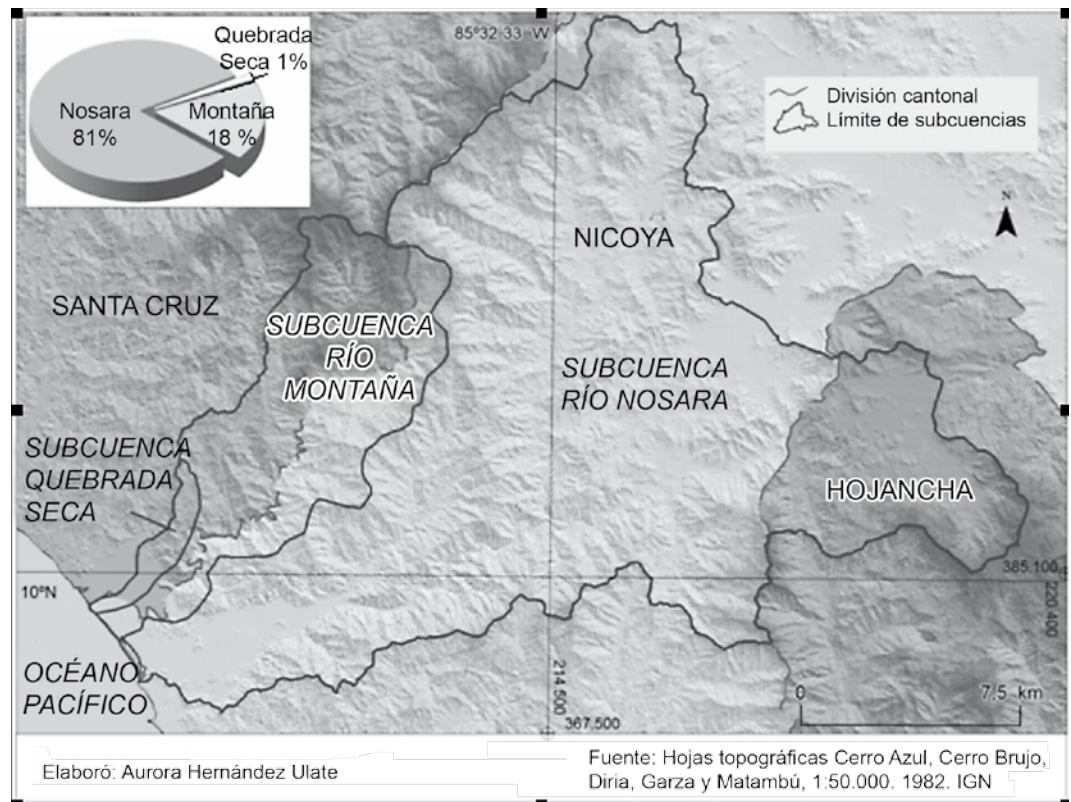 Quebrada
Seca 1%
Nosara
81%
Montaña
18 %
85°32´33 W
División cantonal
Límite de subcuencias
N
NICOYA
SANTA CRUZ
SUBCUENCA
RÍO
MONTAÑA
SUBCUENCA
RÍO NOSARA
SUBCUENCA
QUEBRADA
SECA
HOJANCHA
10°N
385.100
220.400
OCÉANO
PACÍFICO
214.500
367.500
0 7,5 km
Elaboró: Aurora Hernández Ulate
Fuente: Hojas topográficas Cerro Azul, Cerro Brujo,
Diria, Garza y Matambú, 1:50.000. 1982. IGN